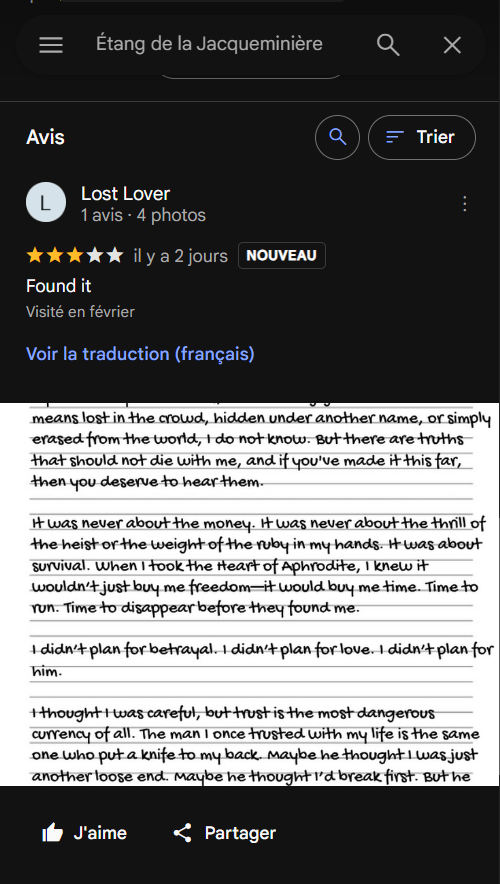 Étang de la Jacqueminière
Avis
Trier
L
Lost Lover
1 avis · 4 photos
il y a 2 jours
NOUVEAU
Found it
Visité en février
Voir la traduction (français)
means lost in the crowd, hidden under another name, or simply
erased from the world, I do not know. But there are truths
that should not die with me, and if you've made it this far,
then you deserve to hear them.
It was never about the money. It was never about the thrill of
the heist or the weight of the ruby in my hands. It was about
survival. When I took the Heart of Aphrodite, I knew it
wouldn't just buy me freedom—it would buy me time. Time to
run. Time to disappear before they found me.
I didn't plan for betrayal. I didn't plan for love. I didn't plan for
him.
I thought I was careful, but trust is the most dangerous
currency of all. The man I once trusted with my life is the same
one who put a knife to my back. Maybe he thought I was just
another loose end. Maybe he thought I'd break first. But he
J'aime
Partager